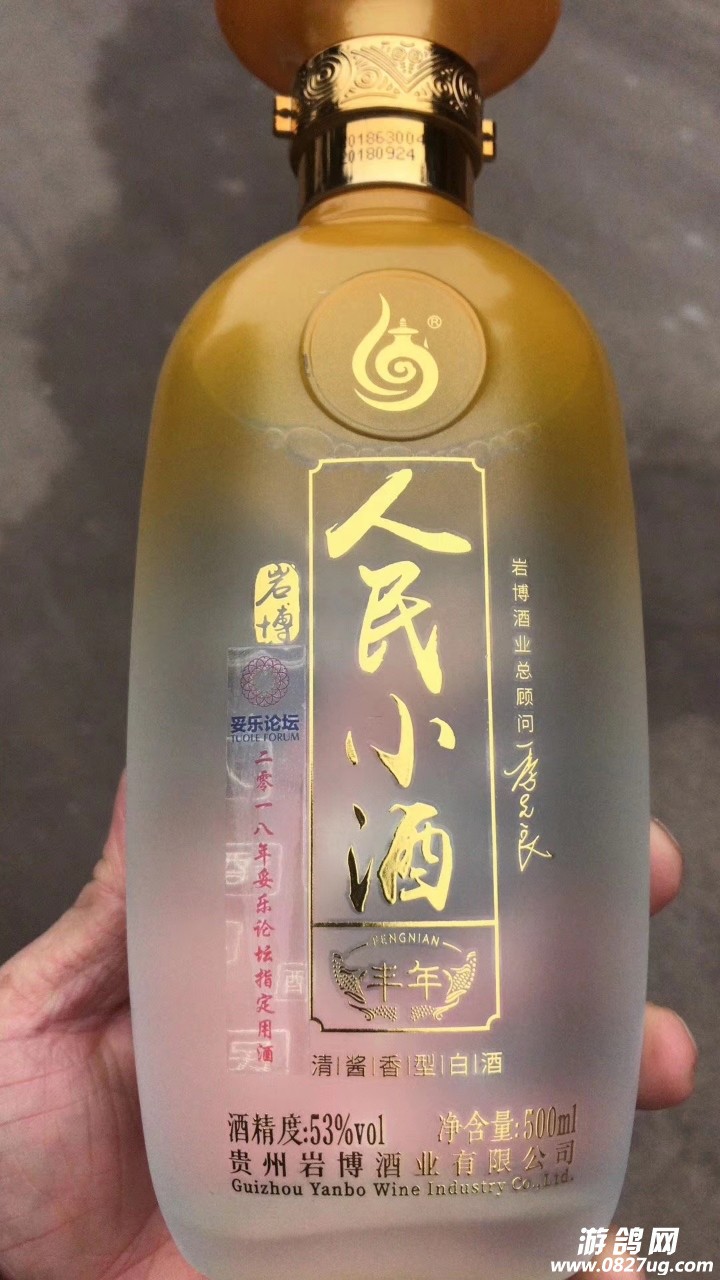 20180924
®
人民小酒
岩博
岩博酒业总顾问
妥乐论坛
TUOLE FORUM
二零一八年妥乐论坛指定用酒
FENGNIAN
丰年
清酱香型白酒
酒精度:53%vol 净含量:500ml
贵州岩博酒业有限公司
Guizhou Yanbo Wine Industry Co.,Ltd.
游鸽网
www.0827ug.com